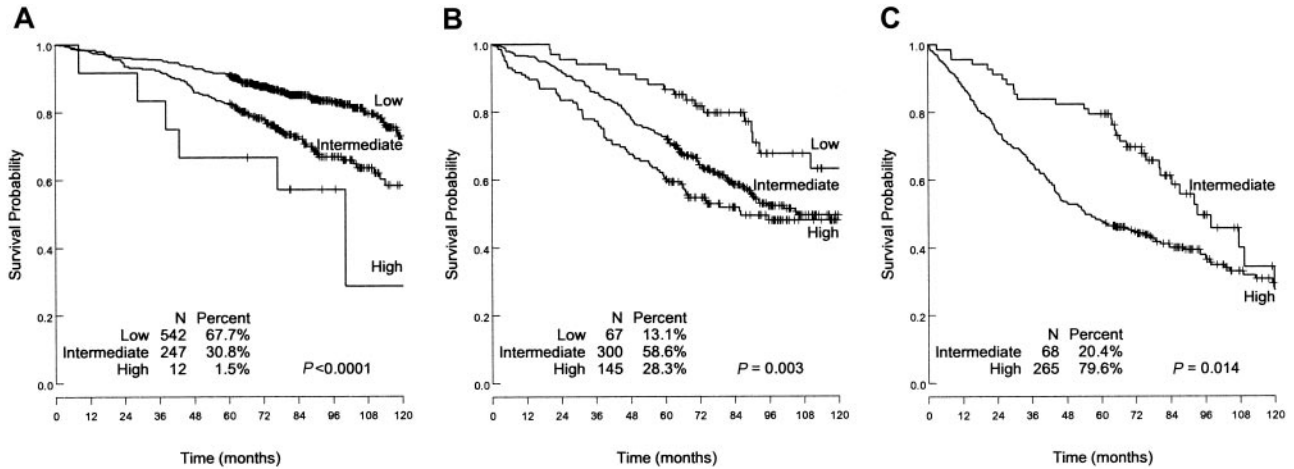 A
Survival Probability
1.0
0.8
0.6
0.4
0.2
0.0
Low
Intermediate
High
N Percent
Low 542 67.7%
Intermediate 247 30.8%
High 12 1.5%
P <0.0001
0 12 24 36 48 60 72 84 96 108 120
Time (months)
B
Survival Probability
1.0
0.8
0.6
0.4
0.2
0.0
Low
Intermediate
High
N Percent
Low 67 13.1%
Intermediate 300 58.6%
High 145 28.3%
P = 0.003
0 12 24 36 48 60 72 84 96 108 120
Time (months)
C
Survival Probability
1.0
0.8
0.6
0.4
0.2
0.0
Intermediate
High
N Percent
Intermediate 68 20.4%
High 265 79.6%
P = 0.014
0 12 24 36 48 60 72 84 96 108 120
Time (months)